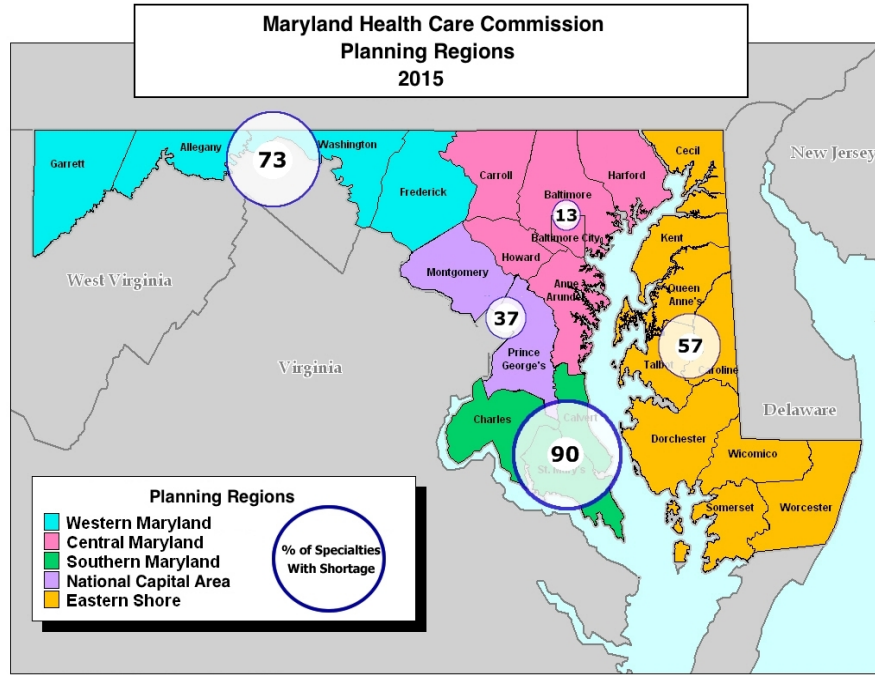 Maryland Health Care Commission
Planning Regions
2015
New Jersey
Cecil
Garrett
Allegany
73
Washington
Frederick
Carroll
Baltimore
Harford
13
Baltimore City
Kent
Howard
West Virginia
Montgomery
Anne
Arundel
Queen
Anne's
37
57
Virginia
Prince
George's
Talbot
Caroline
Delaware
Charles
Calvert
90
St. Mary's
Dorchester
Wicomico
Somerset
Worcester
Planning Regions
Western Maryland
Central Maryland
Southern Maryland
National Capital Area
Eastern Shore
% of Specialties
With Shortage